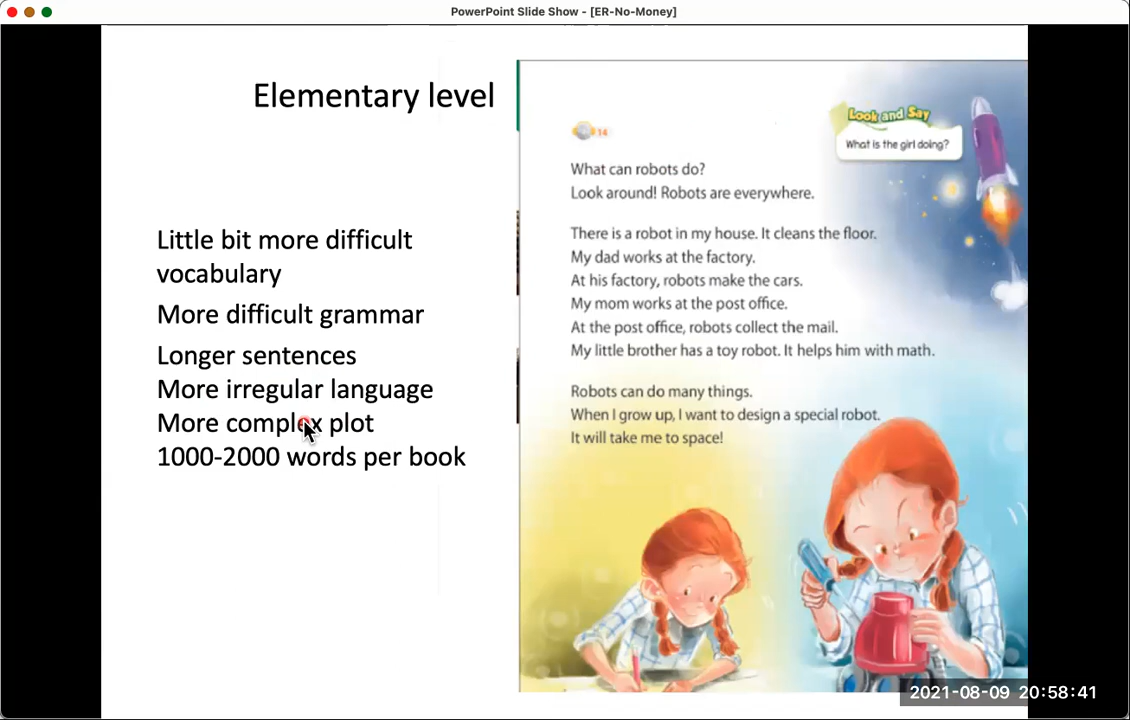 PowerPoint Slide Show - [ER-No-Money]
Elementary level
Little bit more difficult
vocabulary
More difficult grammar
Longer sentences
More irregular language
More complex plot
1000-2000 words per book
14
Look and Say
What is the girl doing?
What can robots do?
Look around! Robots are everywhere.
There is a robot in my house. It cleans the floor.
My dad works at the factory.
At his factory, robots make the cars.
My mom works at the post office.
At the post office, robots collect the mail.
My little brother has a toy robot. It helps him with math.
Robots can do many things.
When I grow up, I want to design a special robot.
It will take me to space!
2021-08-09 20:58:41